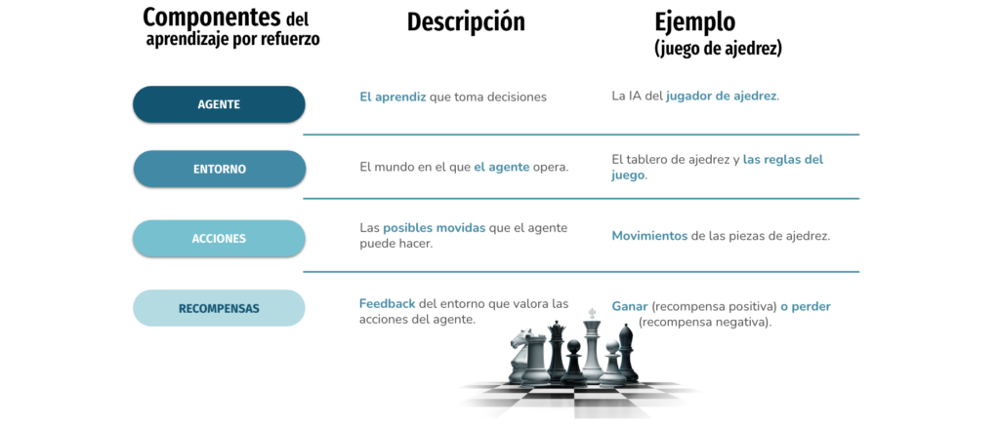 Componentes del
aprendizaje por refuerzo
Descripción
Ejemplo
(juego de ajedrez)
AGENTE
El aprendiz que toma decisiones
La IA del jugador de ajedrez.
ENTORNO
El mundo en el que el agente opera.
El tablero de ajedrez y las reglas del
juego.
ACCIONES
Las posibles movidas que el agente
puede hacer.
Movimientos de las piezas de ajedrez.
RECOMPENSAS
Feedback del entorno que valora las
acciones del agente.
Ganar (recompensa positiva) o perder
(recompensa negativa).